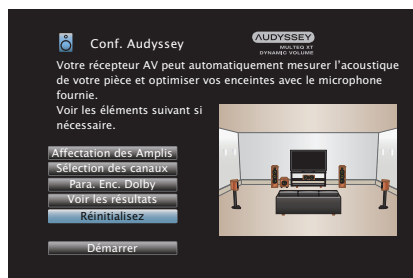 Conf. Audyssey
AUDYSSEY
MULTEQ XT
DYNAMIC VOLUME
Votre récepteur AV peut automatiquement mesurer l'acoustique
de votre pièce et optimiser vos enceintes avec le microphone
fournie.
Voir les éléments suivant si
nécessaire.
Affectation des Amplis
Sélection des canaux
Para. Enc. Dolby
Voir les résultats
Réinitialisez
Démarrer